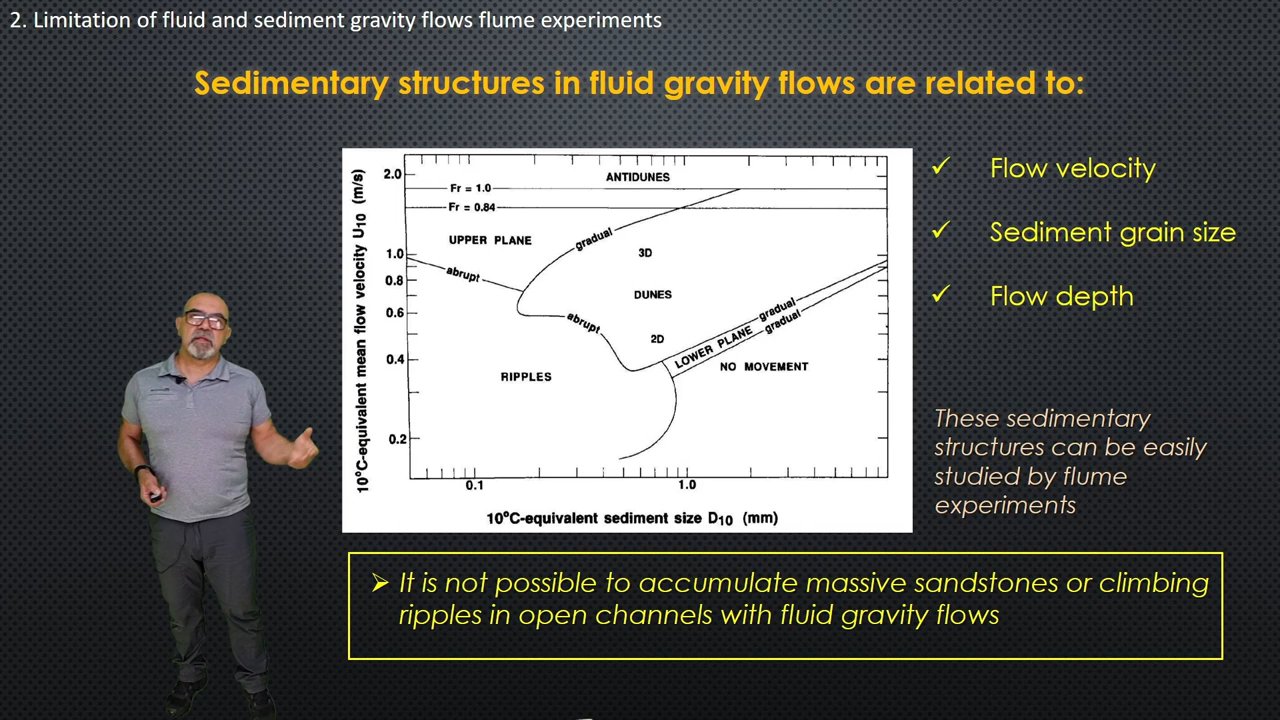 2. Limitation of fluid and sediment gravity flows flume experiments
Sedimentary structures in fluid gravity flows are related to:
10°C-equivalent mean flow velocity U10 (m/s)
2.0
1.0
0.8
0.6
0.4
0.2
ANTIDUNES
Fr = 1.0
Fr = 0.84
UPPER PLANE
gradual
3D
abrupt
DUNES
abrupt
2D
gradual
LOWER PLANE
gradual
RIPPLES
NO MOVEMENT
0.1
1.0
10°C-equivalent sediment size D10 (mm)
✓ Flow velocity
✓ Sediment grain size
✓ Flow depth
These sedimentary
structures can be easily
studied by flume
experiments
➢ It is not possible to accumulate massive sandstones or climbing
ripples in open channels with fluid gravity flows